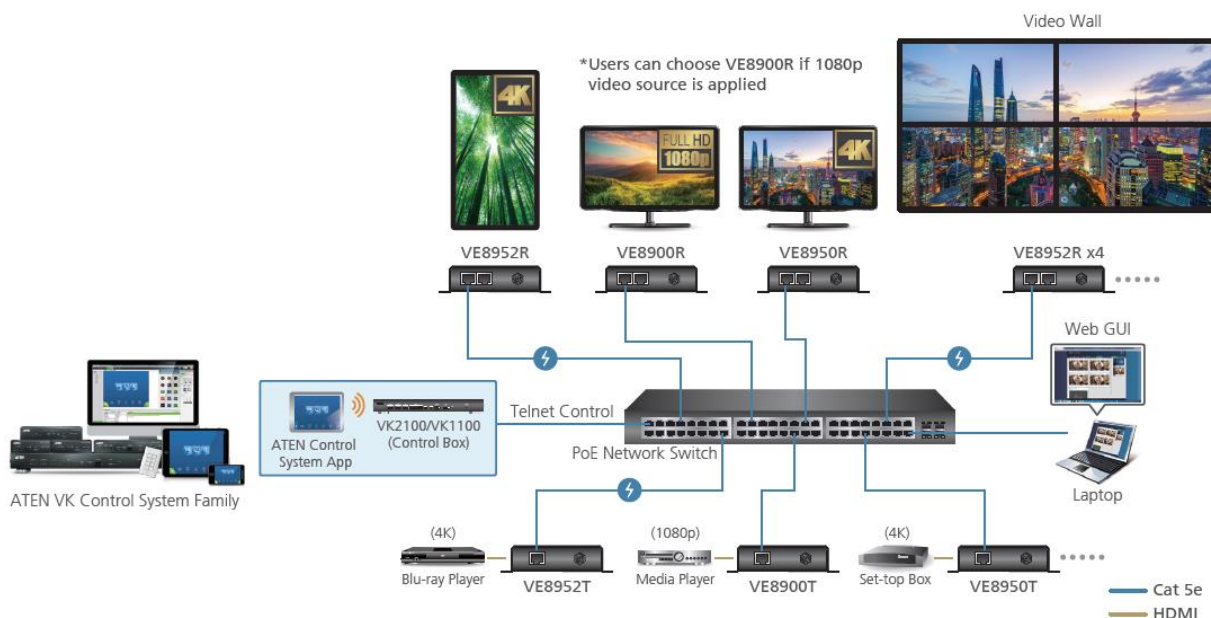 Video Wall
*Users can choose VE8900R if 1080p
video source is applied
4K
FULL HD
1080p
4K
VE8952R
VE8900R
VE8950R
VE8952R x4
Web GUI
Telnet Control
ATEN Control
System App
VK2100/VK1100
(Control Box)
PoE Network Switch
Laptop
ATEN VK Control System Family
(4K)
(1080p)
(4K)
Blu-ray Player
VE8952T
Media Player
VE8900T
Set-top Box
VE8950T
Cat 5e
HDMI